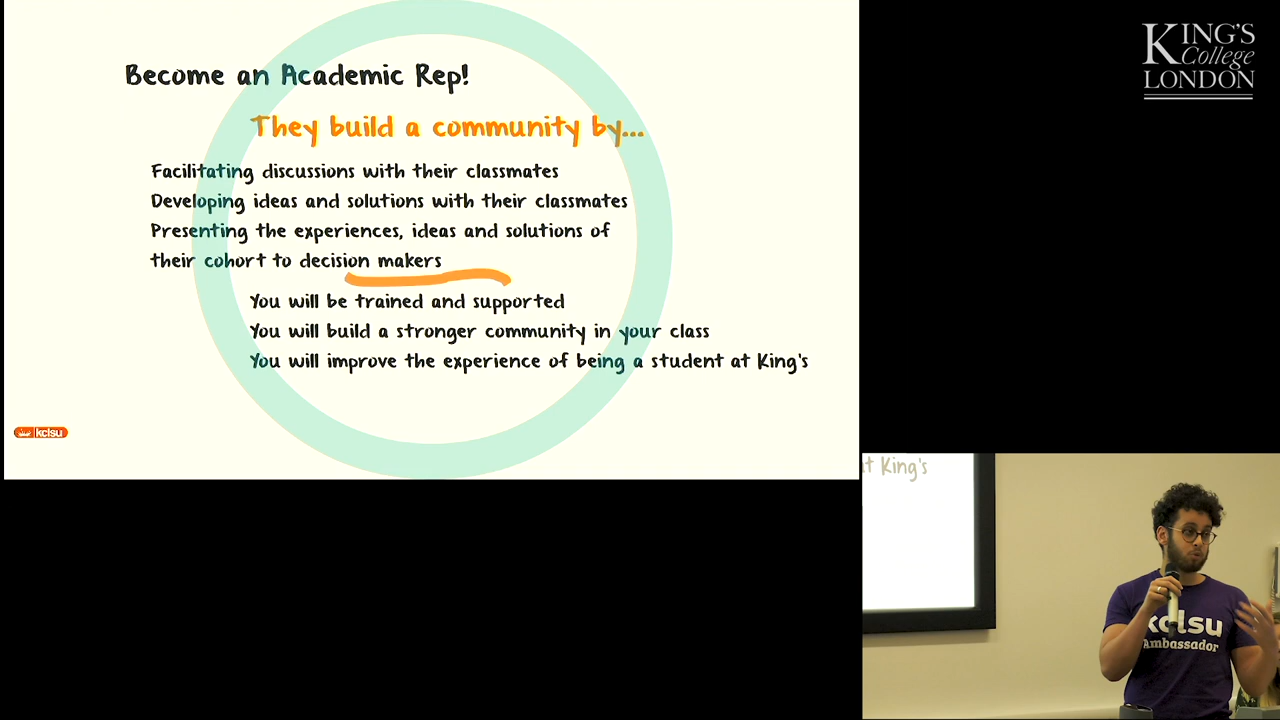 Become an Academic Rep!
They build a community by...
Facilitating discussions with their classmates
Developing ideas and solutions with their classmates
Presenting the experiences, ideas and solutions of
their cohort to decision makers
You will be trained and supported
You will build a stronger community in your class
You will improve the experience of being a student at King's
kclsu
KING'S
College
LONDON
at King's
kclsu
Ambassador